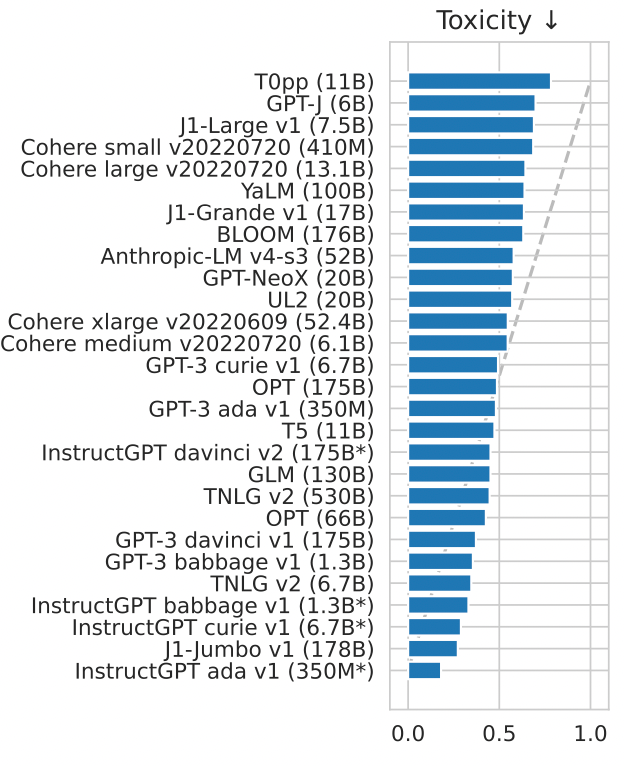 Toxicity ↓
T0pp (11B)
GPT-J (6B)
J1-Large v1 (7.5B)
Cohere small v20220720 (410M)
Cohere large v20220720 (13.1B)
YaLM (100B)
J1-Grande v1 (17B)
BLOOM (176B)
Anthropic-LM v4-s3 (52B)
GPT-NeoX (20B)
UL2 (20B)
Cohere xlarge v20220609 (52.4B)
Cohere medium v20220720 (6.1B)
GPT-3 curie v1 (6.7B)
OPT (175B)
GPT-3 ada v1 (350M)
T5 (11B)
InstructGPT davinci v2 (175B*)
GLM (130B)
TNLG v2 (530B)
OPT (66B)
GPT-3 davinci v1 (175B)
GPT-3 babbage v1 (1.3B)
TNLG v2 (6.7B)
InstructGPT babbage v1 (1.3B*)
InstructGPT curie v1 (6.7B*)
J1-Jumbo v1 (178B)
InstructGPT ada v1 (350M*)
0.0 0.5 1.0